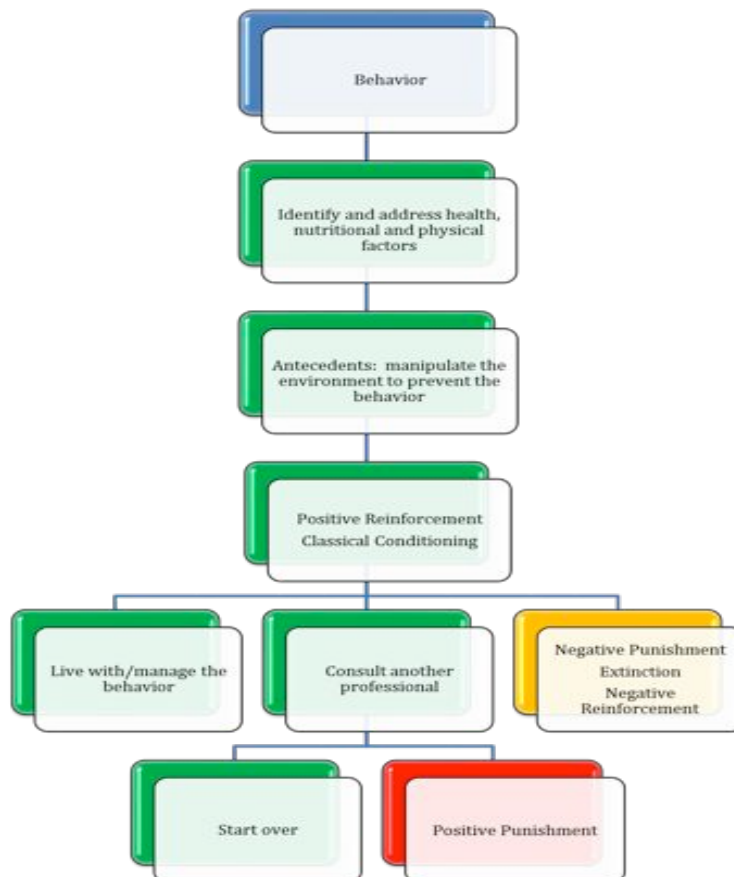 Behavior
Identify and address health,
nutritional and physical
factors
Antecedents: manipulate the
environment to prevent the
behavior
Positive Reinforcement
Classical Conditioning
Live with/manage the
behavior
Consult another
professional
Negative Punishment
Extinction
Negative
Reinforcement
Start over
Positive Punishment